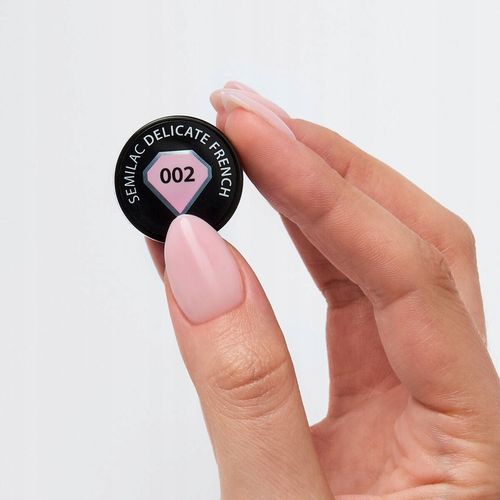 SEMILAC DELICATE FRENCH
002